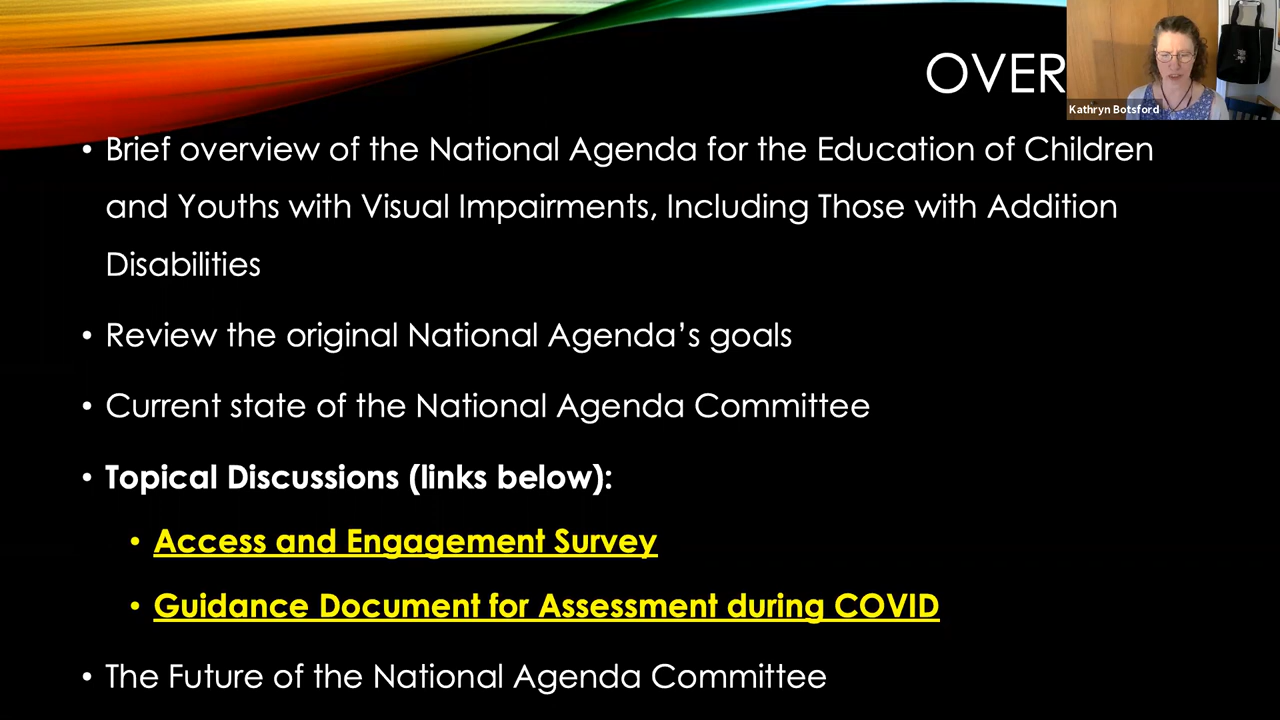 OVER
Kathryn Botsford
• Brief overview of the National Agenda for the Education of Children
and Youths with Visual Impairments, Including Those with Addition
Disabilities
• Review the original National Agenda’s goals
• Current state of the National Agenda Committee
• Topical Discussions (links below):
• Access and Engagement Survey
• Guidance Document for Assessment during COVID
• The Future of the National Agenda Committee